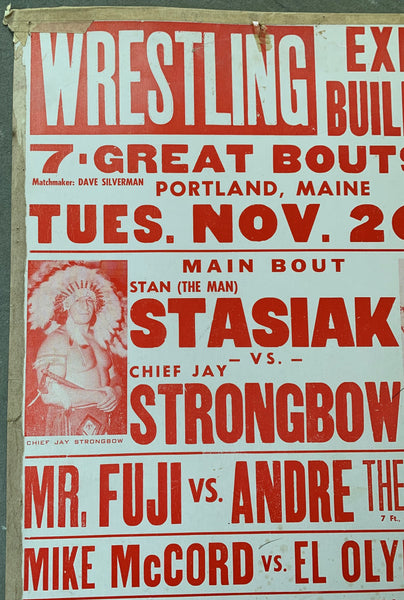 WRESTLING
EXI
BUIL
7·GREAT BOUTS
Matchmaker: DAVE SILVERMAN
PORTLAND, MAINE
TUES. NOV. 20
MAIN BOUT
STAN (THE MAN)
STASIAK
– VS. –
CHIEF JAY
STRONGBOW
CHIEF JAY STRONGBOW
MR. FUJI VS. ANDRE THE
7 Ft.,
MIKE McCORD VS. EL OLY